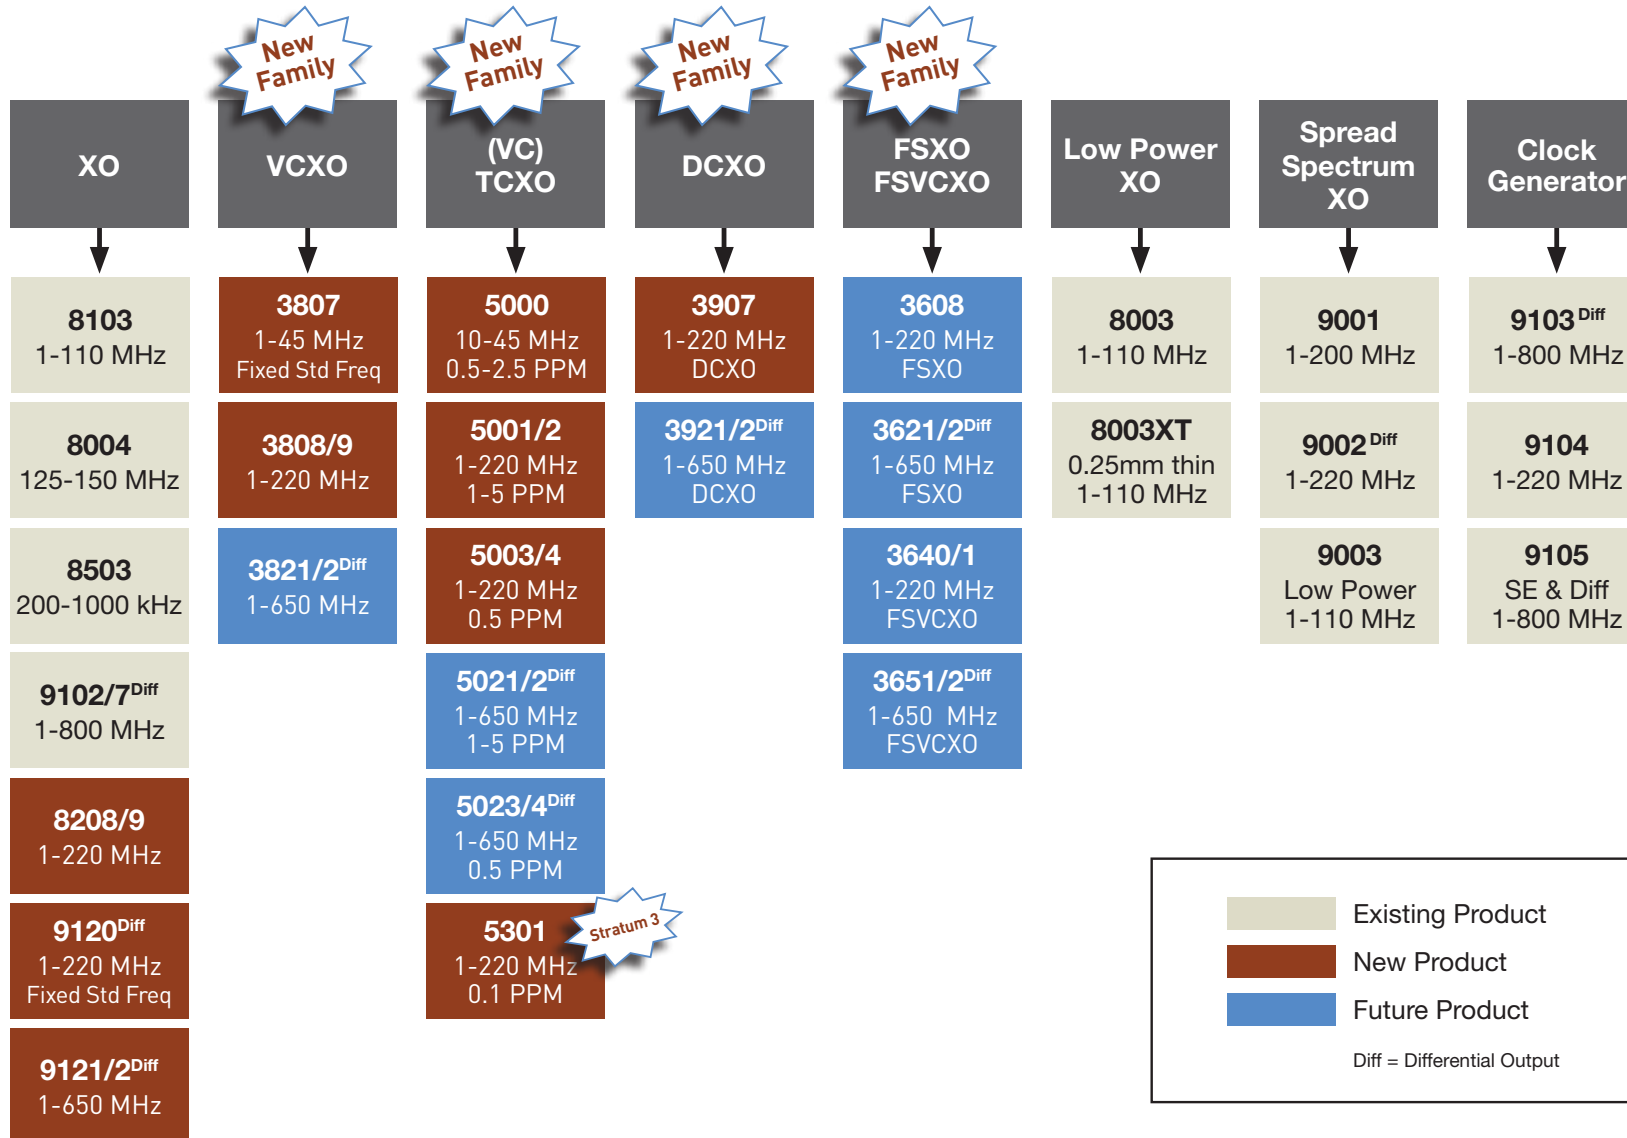 New
Family
New
Family
New
Family
New
Family
XO
VCXO
(VC)
TCXO
DCXO
FSXO
FSVCXO
Low Power
XO
Spread
Spectrum
XO
Clock
Generator
8103
1-110 MHz
8004
125-150 MHz
8503
200-1000 kHz
9102/7Diff
1-800 MHz
8208/9
1-220 MHz
9120Diff
1-220 MHz
Fixed Std Freq
9121/2Diff
1-650 MHz
3807
1-45 MHz
Fixed Std Freq
3808/9
1-220 MHz
3821/2Diff
1-650 MHz
5000
10-45 MHz
0.5-2.5 PPM
5001/2
1-220 MHz
1-5 PPM
5003/4
1-220 MHz
0.5 PPM
5021/2Diff
1-650 MHz
1-5 PPM
5023/4Diff
1-650 MHz
0.5 PPM
5301
1-220 MHz
0.1 PPM
Stratum 3
3907
1-220 MHz
DCXO
3921/2Diff
1-650 MHz
DCXO
3608
1-220 MHz
FSXO
3621/2Diff
1-650 MHz
FSXO
3640/1
1-220 MHz
FSVCXO
3651/2Diff
1-650 MHz
FSVCXO
8003
1-110 MHz
8003XT
0.25mm thin
1-110 MHz
9001
1-200 MHz
9002 Diff
1-220 MHz
9003
Low Power
1-110 MHz
9103 Diff
1-800 MHz
9104
1-220 MHz
9105
SE & Diff
1-800 MHz
Existing Product
New Product
Future Product
Diff = Differential Output